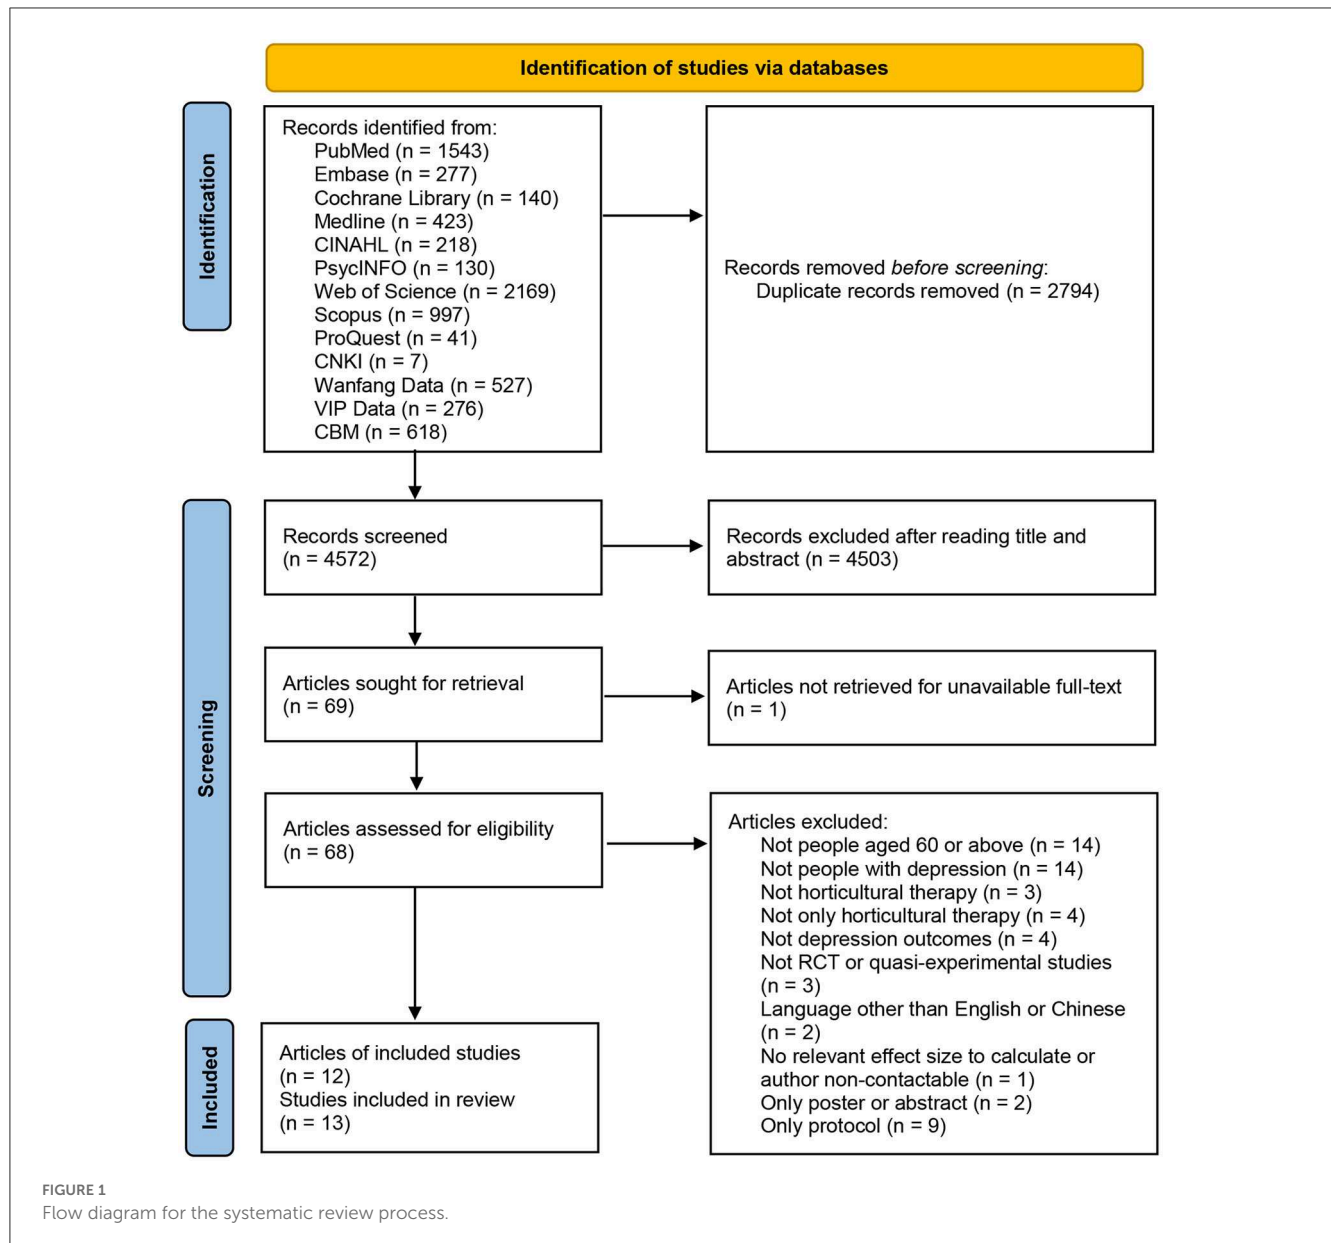 Identification of studies via databases
Identification
Records identified from:
PubMed (n = 1543)
Embase (n = 277)
Cochrane Library (n = 140)
Medline (n = 423)
CINAHL (n = 218)
PsycINFO (n = 130)
Web of Science (n = 2169)
Scopus (n = 997)
ProQuest (n = 41)
CNKI (n = 7)
Wanfang Data (n = 527)
VIP Data (n = 276)
CBM (n = 618)
Records removed before screening:
Duplicate records removed (n = 2794)
Screening
Records screened
(n = 4572)
Records excluded after reading title and
abstract (n = 4503)
Articles sought for retrieval
(n = 69)
Articles not retrieved for unavailable full-text
(n = 1)
Articles assessed for eligibility
(n = 68)
Articles excluded:
Not people aged 60 or above (n = 14)
Not people with depression (n = 14)
Not horticultural therapy (n = 3)
Not only horticultural therapy (n = 4)
Not depression outcomes (n = 4)
Not RCT or quasi-experimental studies
(n = 3)
Language other than English or Chinese
(n = 2)
No relevant effect size to calculate or
author non-contactable (n = 1)
Only poster or abstract (n = 2)
Only protocol (n = 9)
Included
Articles of included studies
(n = 12)
Studies included in review
(n = 13)
FIGURE 1
Flow diagram for the systematic review process.